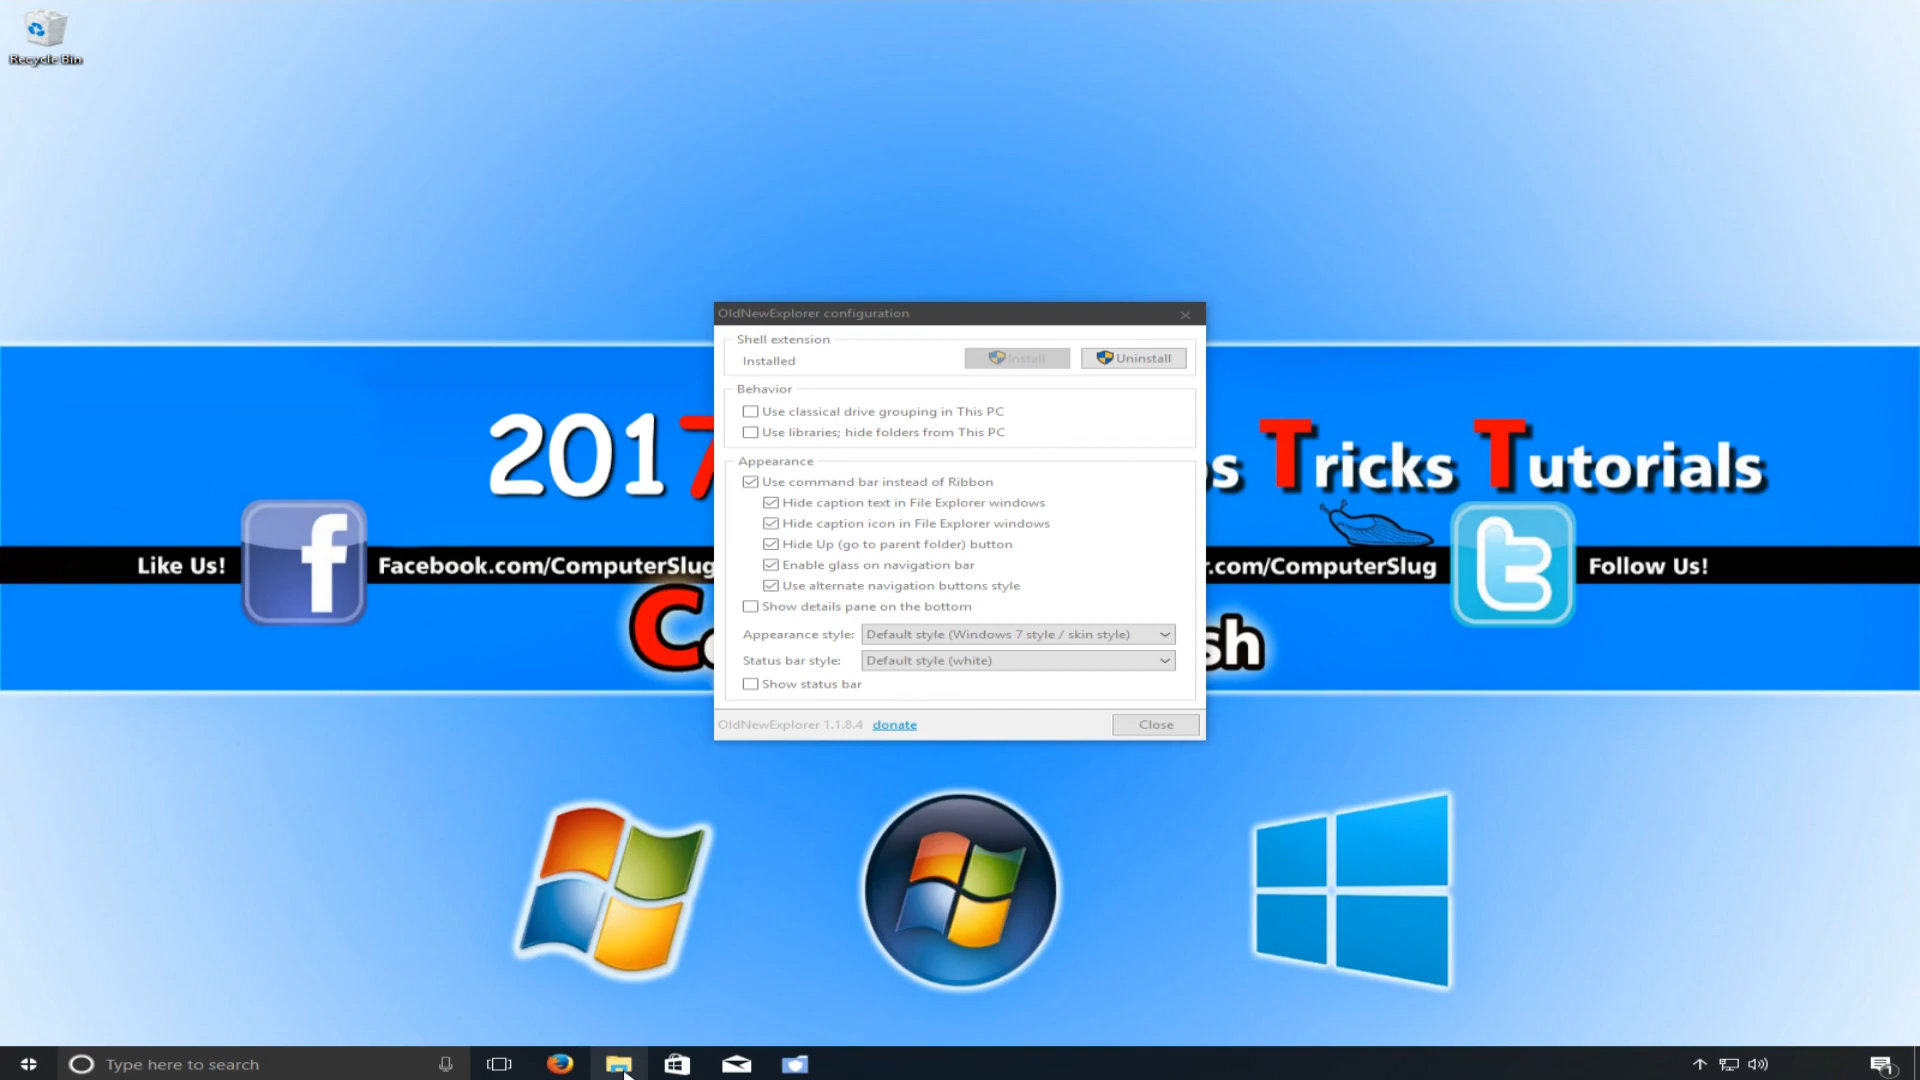 Recycle Bin
OldNewExplorer configuration
Shell extension
Installed
Install
Uninstall
Behavior
Use classical drive grouping in This PC
Use libraries; hide folders from This PC
Appearance
Use command bar instead of Ribbon
Hide caption text in File Explorer windows
Hide caption icon in File Explorer windows
Hide Up (go to parent folder) button
Enable glass on navigation bar
Use alternate navigation buttons style
Show details pane on the bottom
Appearance style: Default style (Windows 7 style / skin style)
Status bar style: Default style (white)
Show status bar
OldNewExplorer 1.1.8.4 donate
Close
2017
s Tricks Tutorials
Like Us!
Facebook.com/ComputerSlug
r.com/ComputerSlug
Follow Us!
C
sh
Type here to search
1